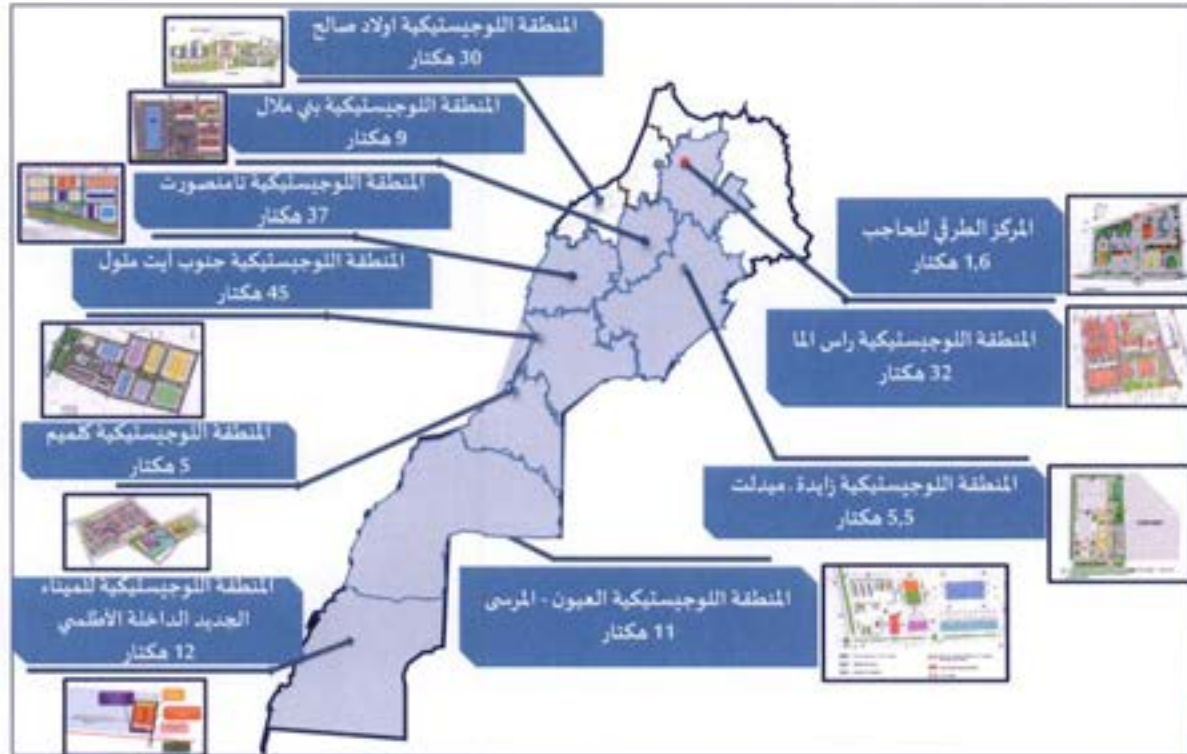 المنطقة اللوجيستيكية اولاد صالح
30 هكتار
المنطقة اللوجيستيكية بني ملال
9 هكتار
المنطقة اللوجيستيكية تامنصورت
37 هكتار
المنطقة اللوجيستيكية جنوب أيت ملول
45 هكتار
المنطقة اللوجيستيكية كلميم
5 هكتار
المنطقة اللوجيستيكية للميناء
الجديد الداخلة الأطلسي
12 هكتار
المركز الطرقي للحاجب
1,6 هكتار
المنطقة اللوجيستيكية راس الما
32 هكتار
المنطقة اللوجيستيكية زايدة . ميدلت
5,5 هكتار
المنطقة اللوجيستيكية العيون - المرسى
11 هكتار